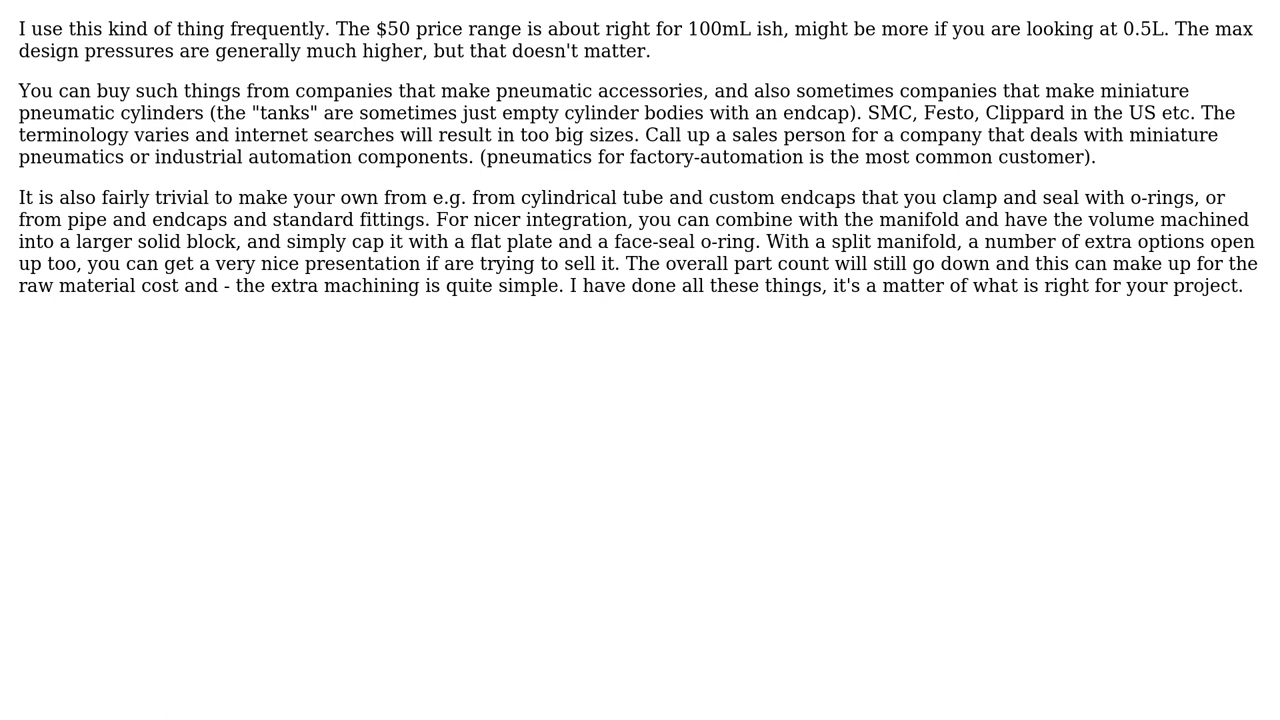 I use this kind of thing frequently. The $50 price range is about right for 100mL ish, might be more if you are looking at 0.5L. The max
design pressures are generally much higher, but that doesn't matter.
You can buy such things from companies that make pneumatic accessories, and also sometimes companies that make miniature
pneumatic cylinders (the "tanks" are sometimes just empty cylinder bodies with an endcap). SMC, Festo, Clippard in the US etc. The
terminology varies and internet searches will result in too big sizes. Call up a sales person for a company that deals with miniature
pneumatics or industrial automation components. (pneumatics for factory-automation is the most common customer).
It is also fairly trivial to make your own from e.g. from cylindrical tube and custom endcaps that you clamp and seal with o-rings, or
from pipe and endcaps and standard fittings. For nicer integration, you can combine with the manifold and have the volume machined
into a larger solid block, and simply cap it with a flat plate and a face-seal o-ring. With a split manifold, a number of extra options open
up too, you can get a very nice presentation if are trying to sell it. The overall part count will still go down and this can make up for the
raw material cost and - the extra machining is quite simple. I have done all these things, it's a matter of what is right for your project.